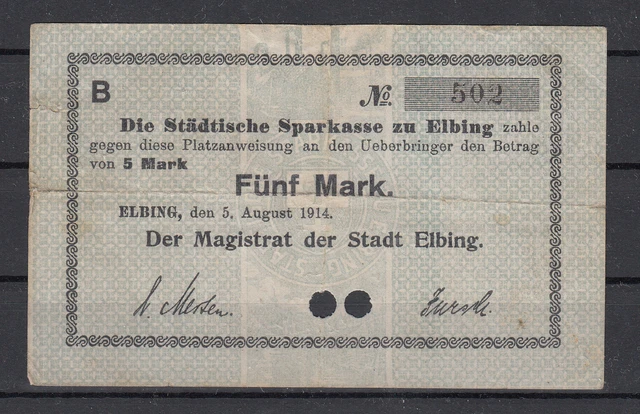 B
No. 502
Die Städtische Sparkasse zu Elbing zahle
gegen diese Platzanweisung an den Ueberbringer den Betrag
von 5 Mark
Fünf Mark.
ELBING, den 5. August 1914.
Der Magistrat der Stadt Elbing.